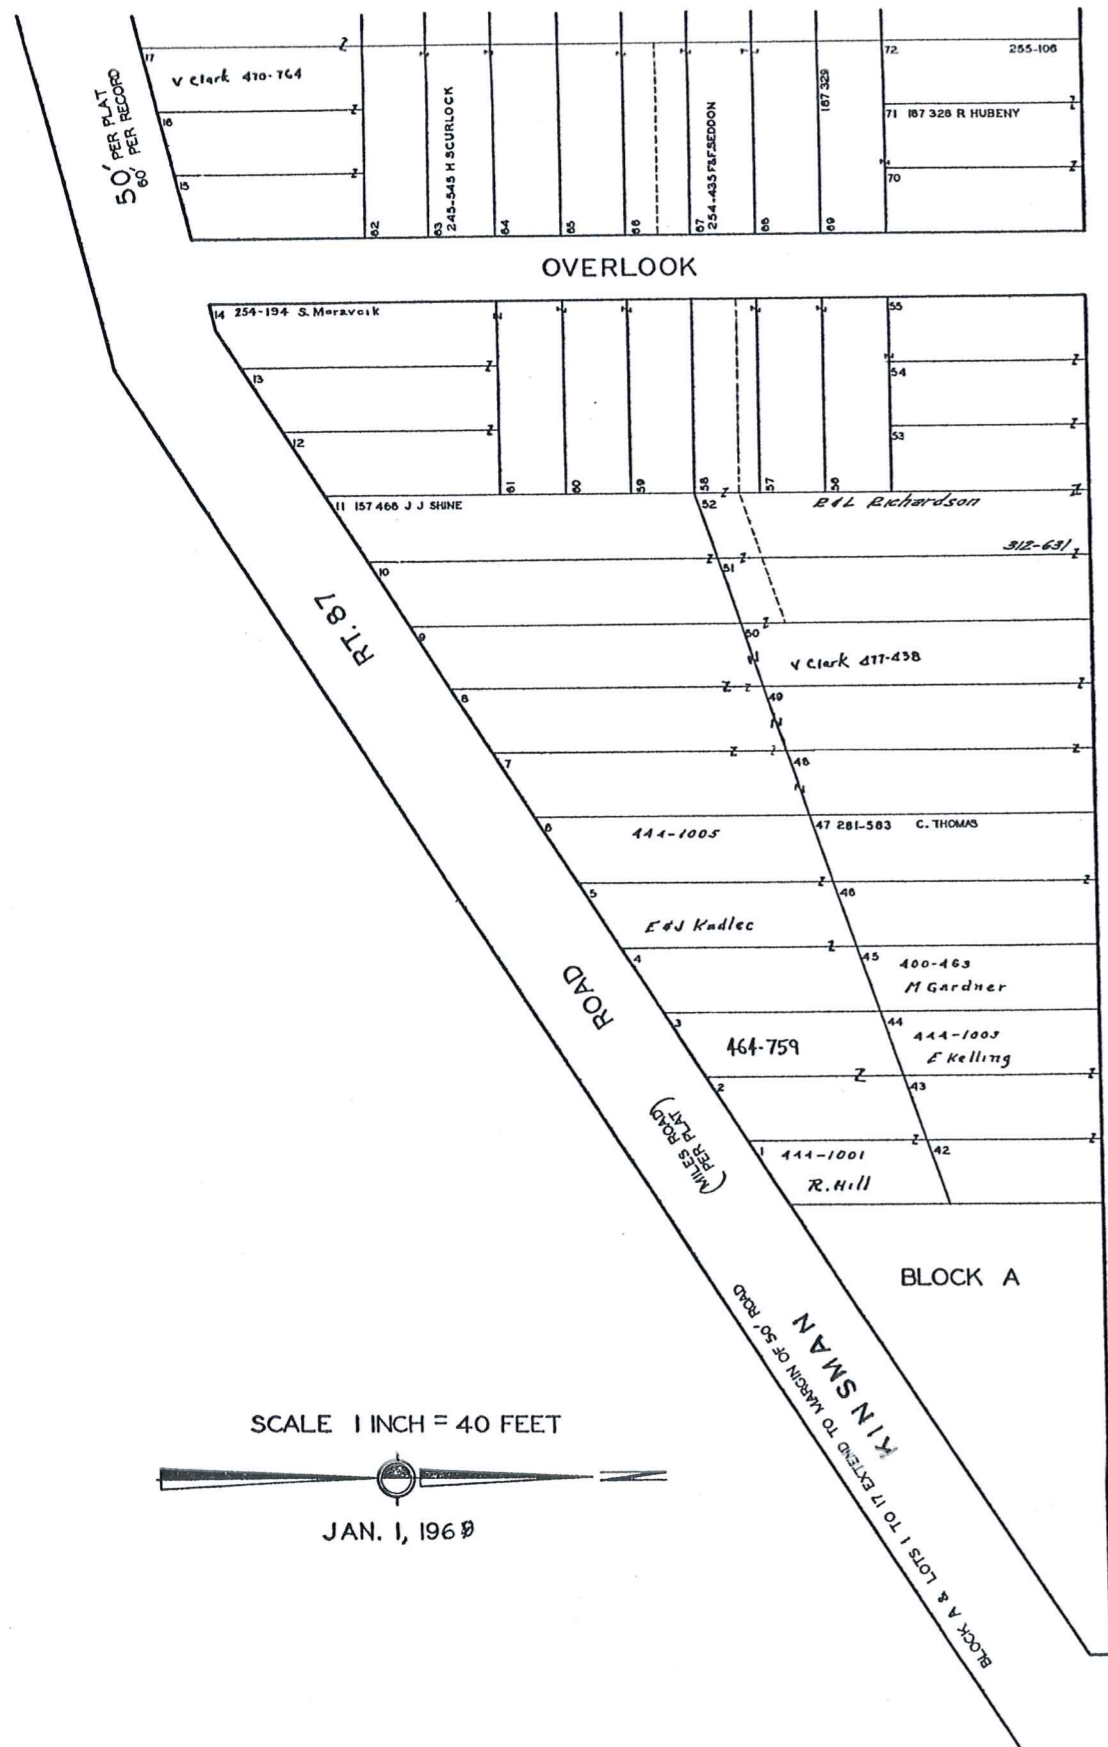 17
V Clark 470-764
16
15
50' PER PLAT
60' PER RECORD
62
63
245-545 H SCURLOCK
64
65
66
67
254-435 F&F. SEDDON
68
69
187 329
72
255-106
71 187 328 R HUBENY
70
OVERLOOK
14 254-194 S. Moravcik
13
12
61
60
59
58
57
56
55
54
53
11 157 468 J J SHINE
52
R & L Richardson
312-631
10
51
9
50
V Clark 477-438
8
49
7
48
6
444-1005
47 281-583 C. THOMAS
5
46
E & J Kadlec
4
45
400-463
M Gardner
3
44
464-759
444-1003
E Kelling
2
43
1
444-1001
R. Hill
42
RT. 87
ROAD
(MILES ROAD)
(PER PLAT)
KINSMAN
BLOCK A
BLOCK A & LOTS 1 TO 17 EXTEND TO MARGIN OF 50' ROAD
SCALE 1 INCH = 40 FEET
JAN. 1, 1969